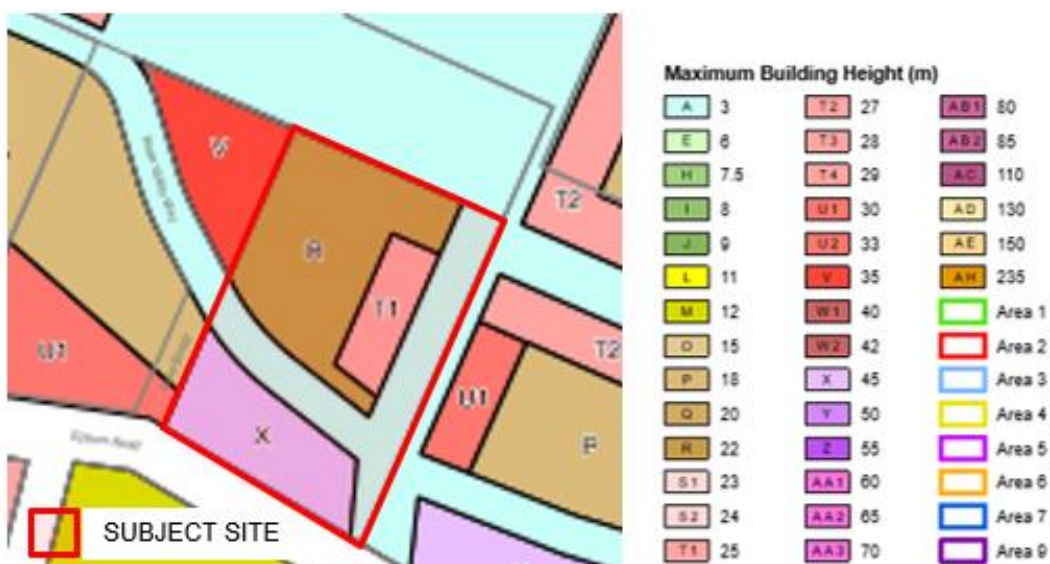 V
R
T1
X
U1
T2
T2
U1
P
SUBJECT SITE
Maximum Building Height (m)
A 3
E 6
H 7.5
I 8
J 9
L 11
M 12
O 15
P 18
Q 20
R 22
S1 23
S2 24
T1 25
T2 27
T3 28
T4 29
U1 30
U2 33
V 35
W1 40
W2 42
X 45
Y 50
Z 55
AA1 60
AA2 65
AA3 70
AB1 80
AB2 85
AC 110
AD 130
AE 150
AH 235
Area 1
Area 2
Area 3
Area 4
Area 5
Area 6
Area 7
Area 9